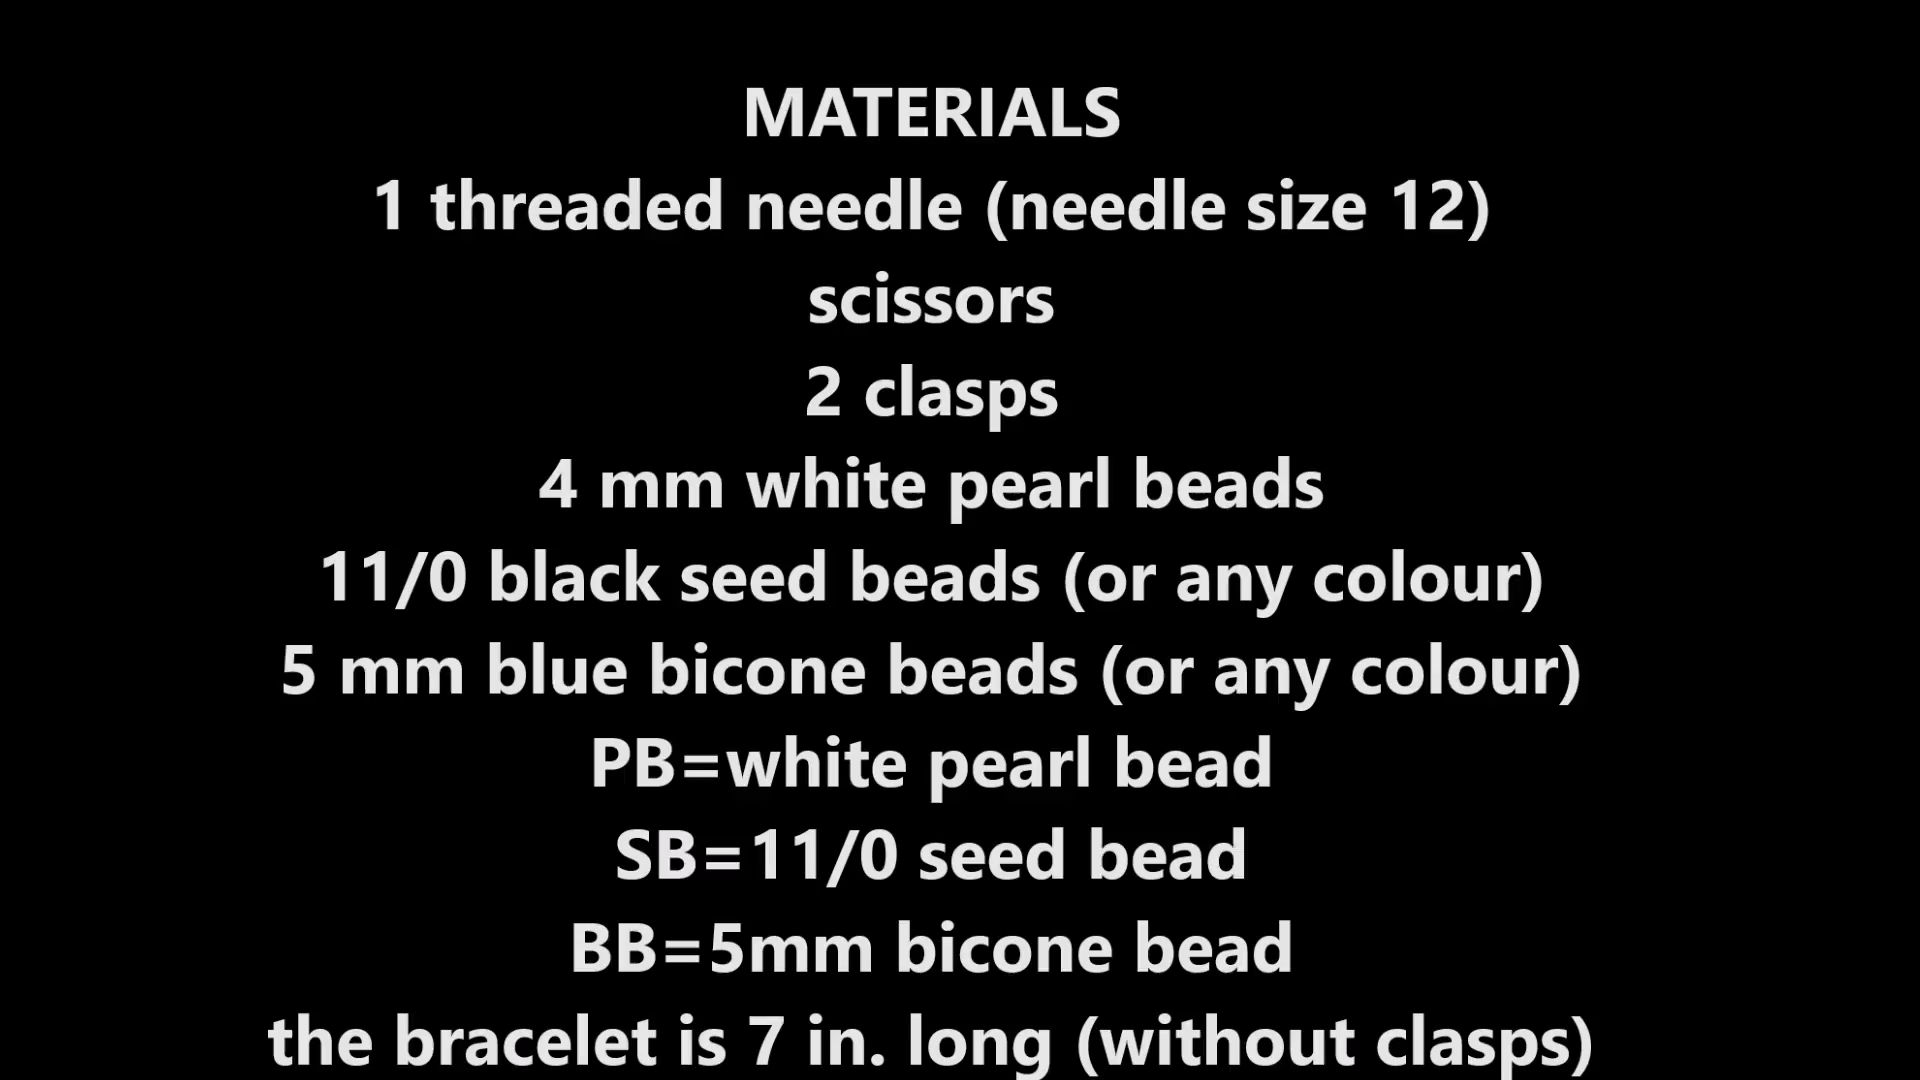 MATERIALS
1 threaded needle (needle size 12)
scissors
2 clasps
4 mm white pearl beads
11/0 black seed beads (or any colour)
5 mm blue bicone beads (or any colour)
PB=white pearl bead
SB=11/0 seed bead
BB=5mm bicone bead
the bracelet is 7 in. long (without clasps)